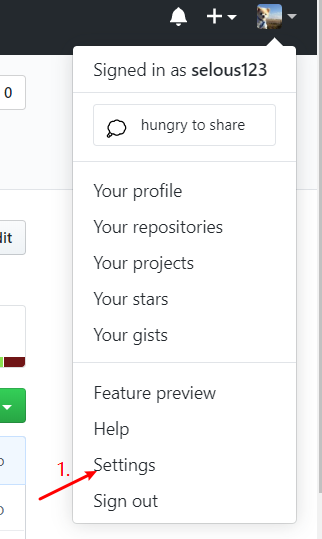 0
Signed in as selous123
hungry to share
Your profile
Your repositories
Your projects
dit
Your stars
Your gists
Feature preview
Help
1. Settings
Sign out